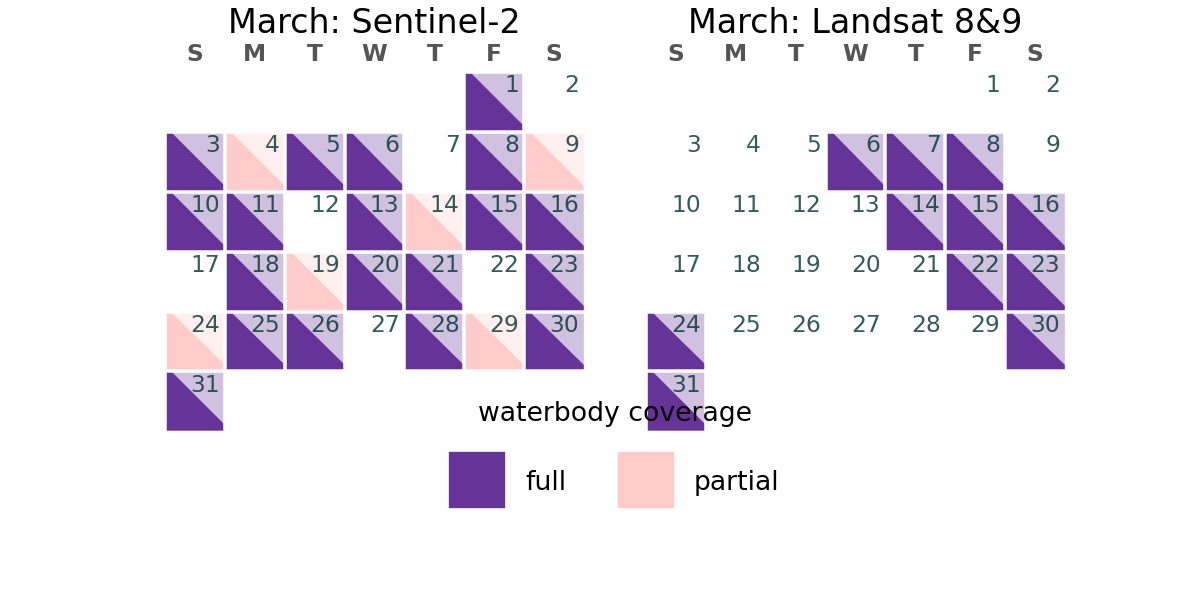 March: Sentinel-2
S M T W T F S
1 2
3 4 5 6 7 8 9
10 11 12 13 14 15 16
17 18 19 20 21 22 23
24 25 26 27 28 29 30
31
March: Landsat 8&9
S M T W T F S
1 2
3 4 5 6 7 8 9
10 11 12 13 14 15 16
17 18 19 20 21 22 23
24 25 26 27 28 29 30
31
waterbody coverage
full partial